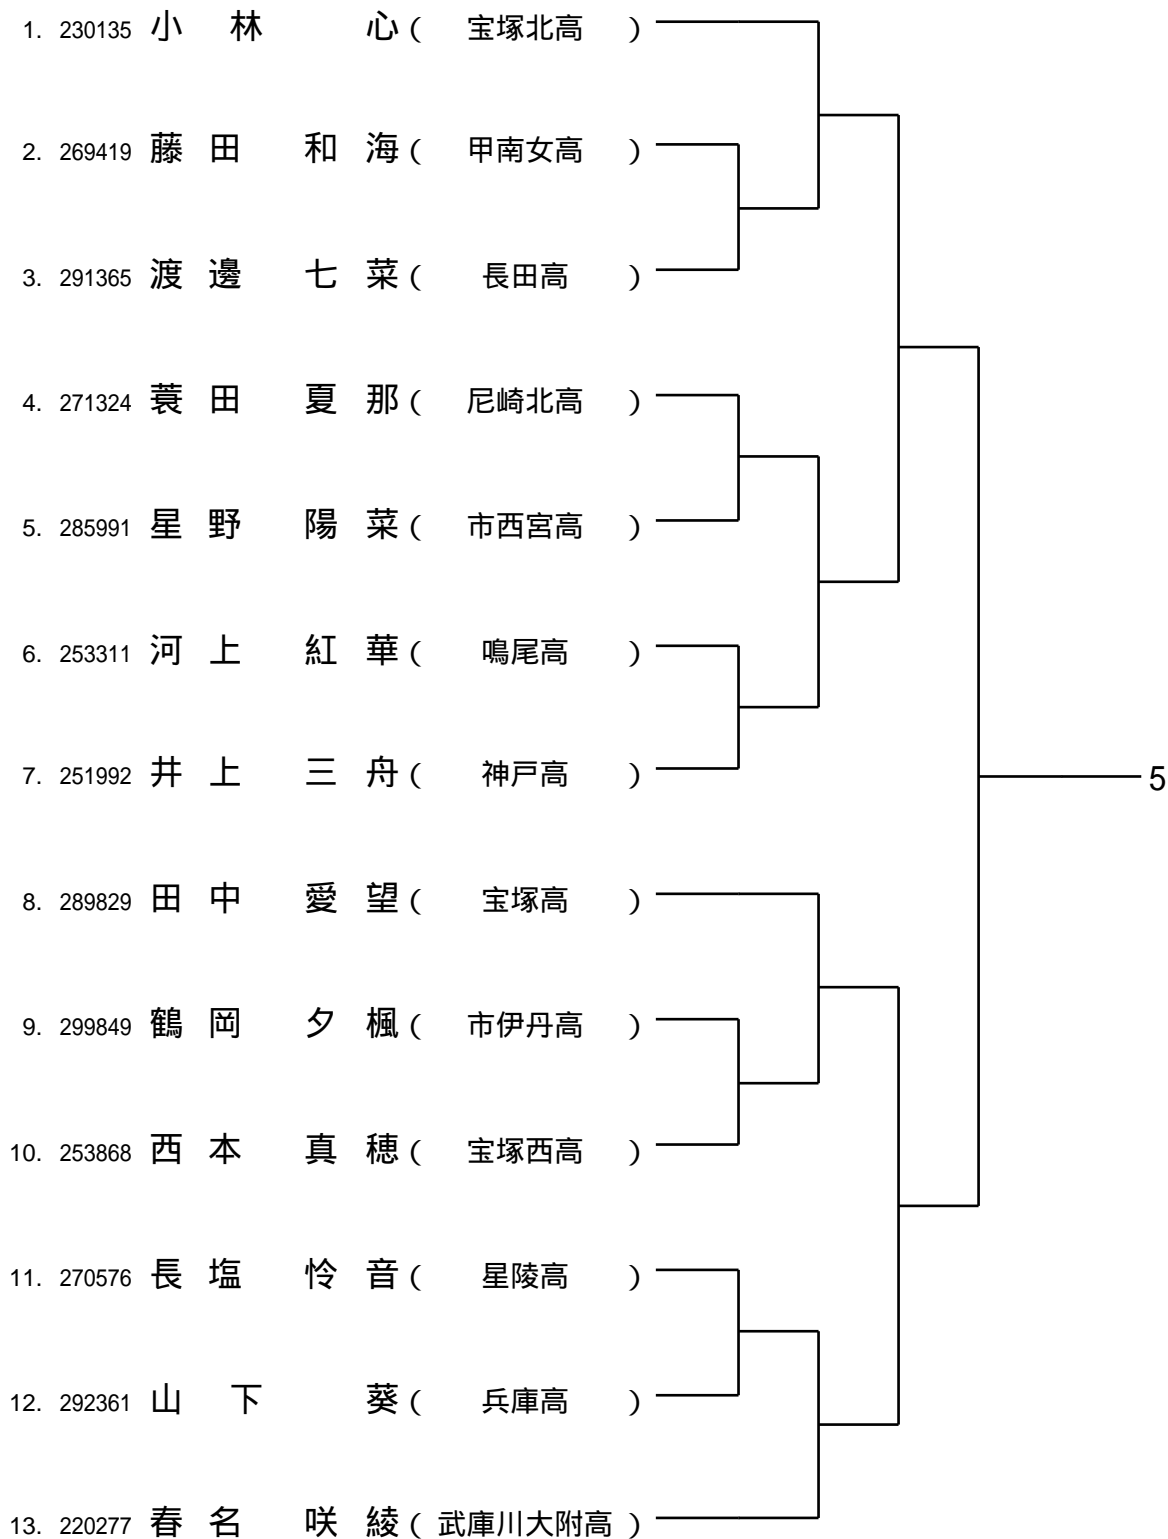 1. 230135 小 林 心 ( 宝塚北高 )
2. 269419 藤 田 和 海 ( 甲南女高 )
3. 291365 渡 邊 七 菜 ( 長田高 )
4. 271324 蓑 田 夏 那 ( 尼崎北高 )
5. 285991 星 野 陽 菜 ( 市西宮高 )
6. 253311 河 上 紅 華 ( 鳴尾高 )
7. 251992 井 上 三 舟 ( 神戸高 )
5
8. 289829 田 中 愛 望 ( 宝塚高 )
9. 299849 鶴 岡 夕 楓 ( 市伊丹高 )
10. 253868 西 本 真 穂 ( 宝塚西高 )
11. 270576 長 塩 怜 音 ( 星陵高 )
12. 292361 山 下 葵 ( 兵庫高 )
13. 220277 春 名 咲 綾 ( 武庫川大附高 )